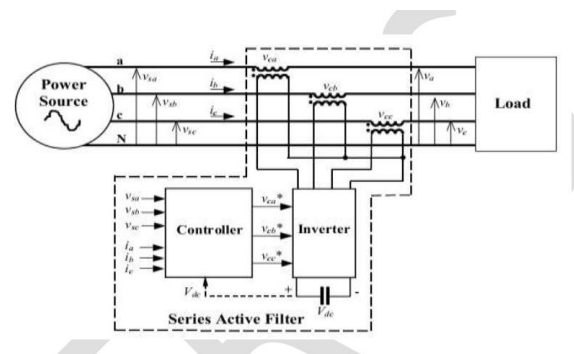 a
i_a
v_ca
Power
Source
v_sa
b
i_b
v_cb
v_a
Load
v_sb
v_b
c
i_c
v_cc
v_sc
v_c
N
v_sa
v_sb
v_sc
i_a
i_b
i_c
Controller
v_ca*
v_cb*
v_cc*
Inverter
V_dc
+
-
V_dc
Series Active Filter